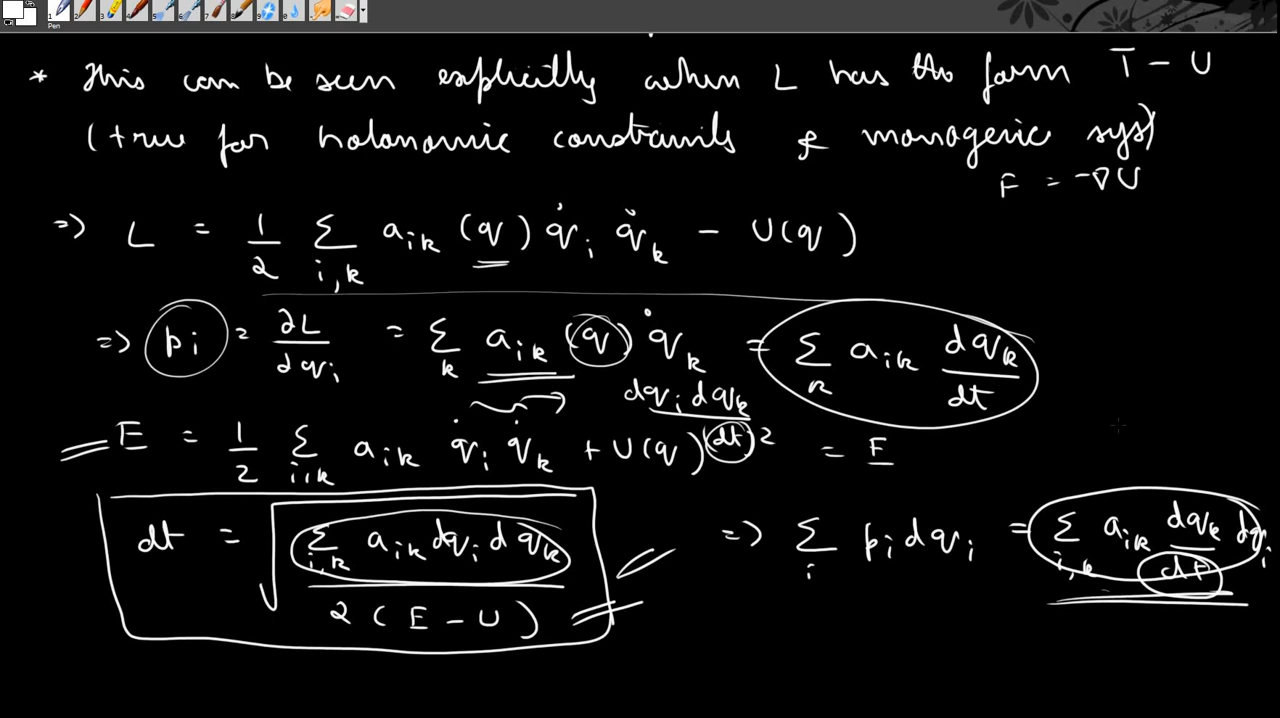 * This can be seen explicitly when L has the form T - U
(true for holonomic constraints & monogenic sys)
F = -∇U
=> L = 1/2 Σ_{i,k} a_{ik} (q) q̇_i q̇_k - U(q)
=> p_i = ∂L/∂q_i = Σ_k a_{ik} (q) q̇_k = Σ_k a_{ik} dq_k/dt
E = 1/2 Σ_{i,k} a_{ik} q̇_i q̇_k + U(q) = E
dq_i dq_k/(dt)^2
dt = √(Σ_{i,k} a_{ik} dq_i dq_k / 2(E - U))
=> Σ_i p_i dq_i = Σ_{i,k} a_{ik} dq_k/dt dq_i
Pen